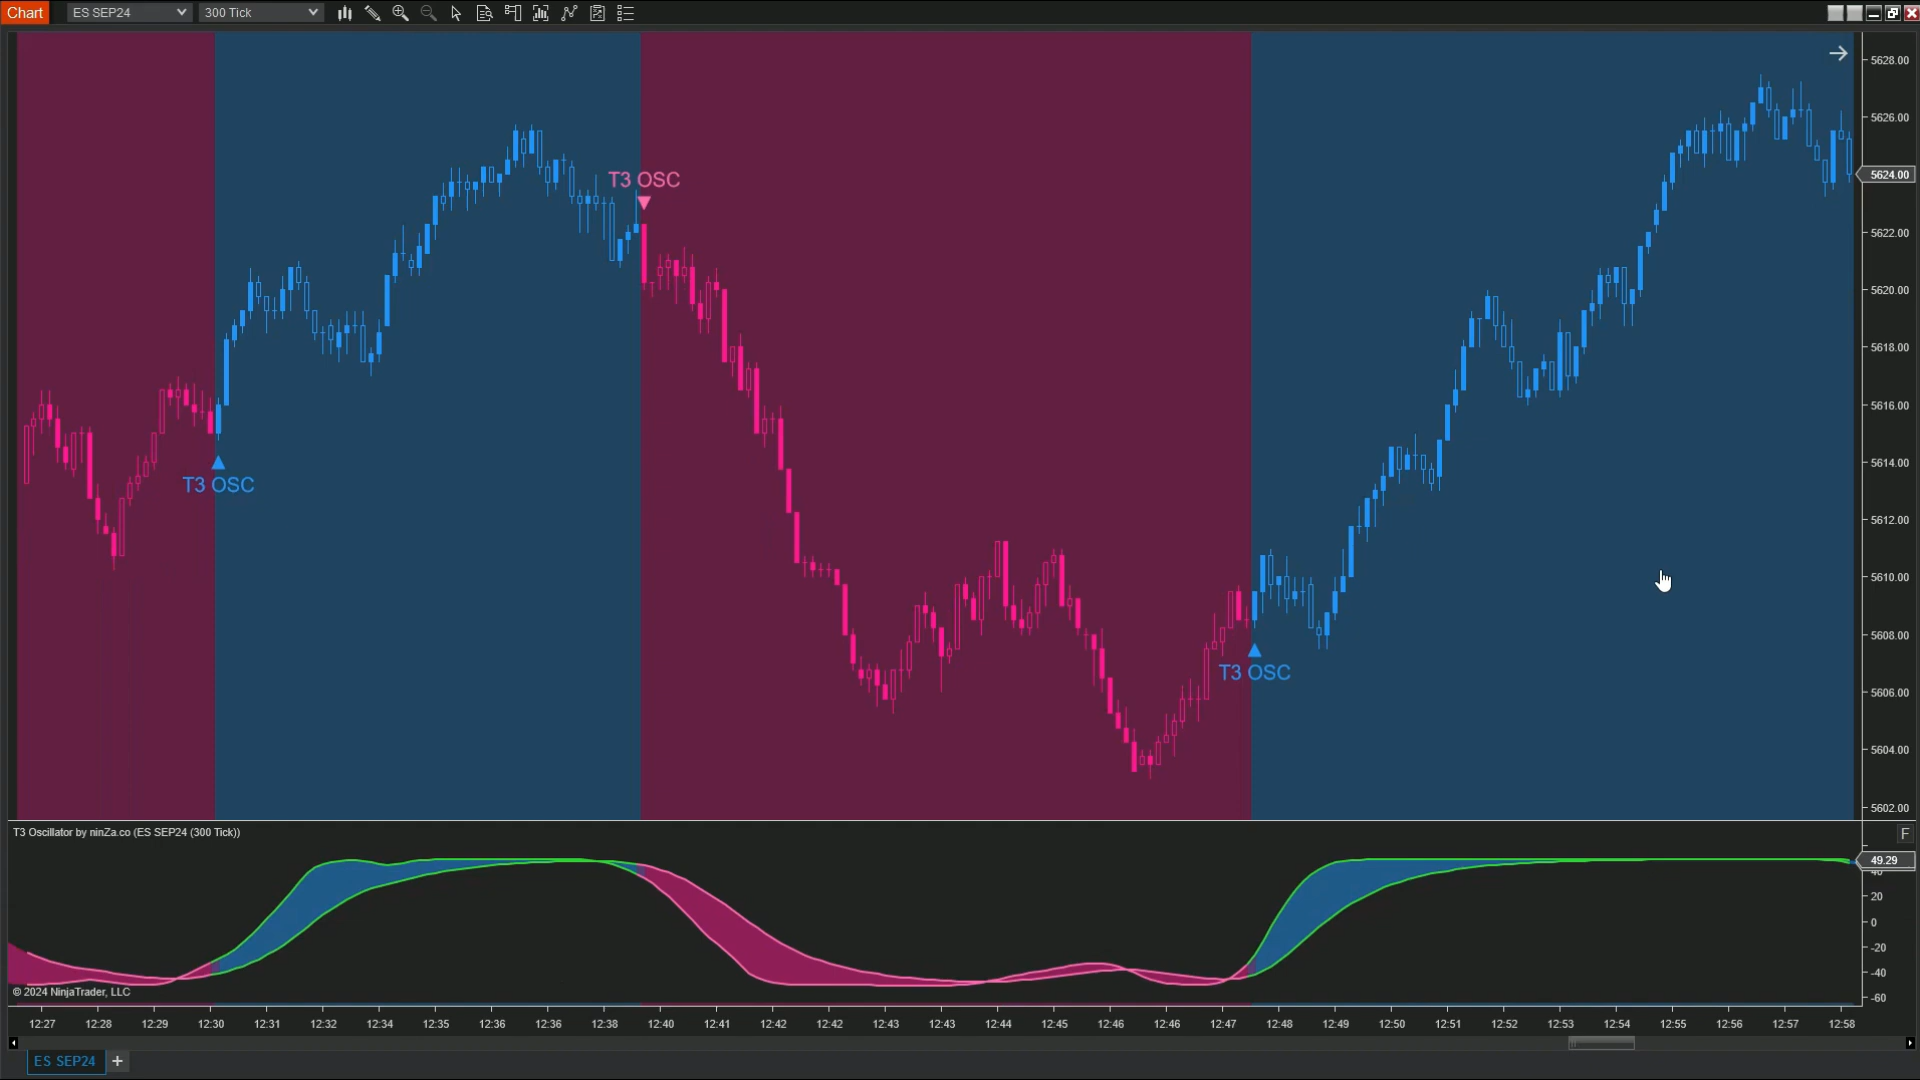 Chart ES SEP24 300 Tick
5628.00
5626.00
5624.00
5622.00
5620.00
5618.00
5616.00
5614.00
5612.00
5610.00
5608.00
5606.00
5604.00
5602.00
T3 OSC
T3 OSC
T3 OSC
T3 Oscillator by ninZa.co (ES SEP24 (300 Tick))
F
49.29
40
20
0
-20
-40
-60
© 2024 NinjaTrader, LLC
12:27 12:28 12:29 12:30 12:31 12:32 12:34 12:35 12:36 12:36 12:38 12:40 12:41 12:42 12:42 12:43 12:43 12:44 12:45 12:46 12:46 12:47 12:48 12:49 12:50 12:51 12:52 12:53 12:54 12:55 12:56 12:57 12:58
ES SEP24 +